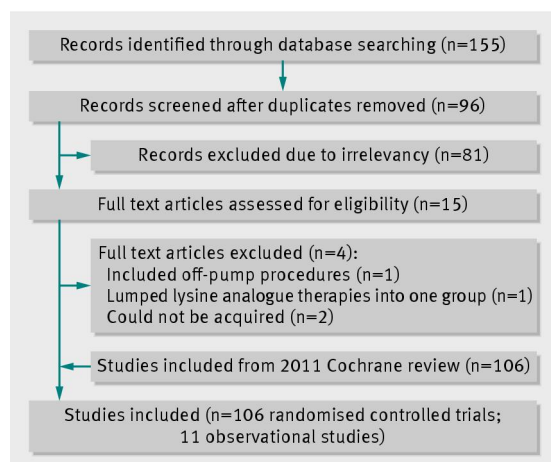 Records identified through database searching (n=155)
Records screened after duplicates removed (n=96)
Records excluded due to irrelevancy (n=81)
Full text articles assessed for eligibility (n=15)
Full text articles excluded (n=4):
Included off-pump procedures (n=1)
Lumped lysine analogue therapies into one group (n=1)
Could not be acquired (n=2)
Studies included from 2011 Cochrane review (n=106)
Studies included (n=106 randomised controlled trials;
11 observational studies)